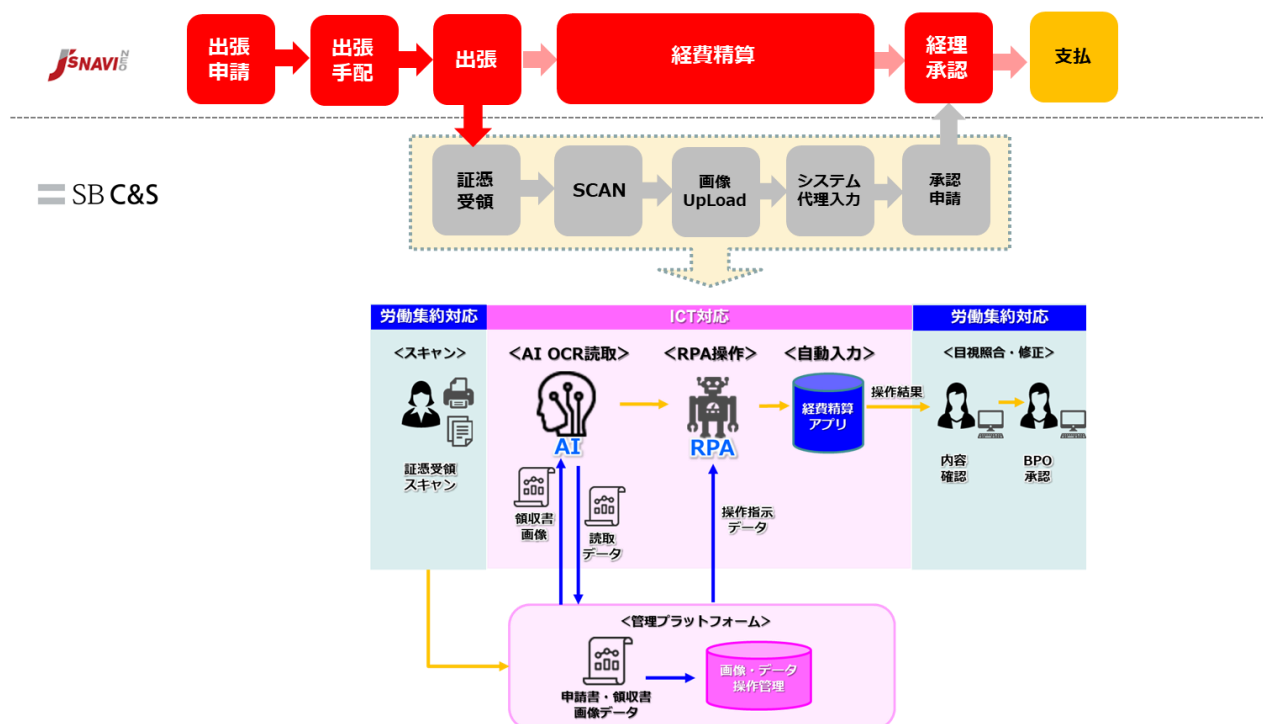 J'SNAVI NEO
出張
申請
出張
手配
出張
経費精算
経理
承認
支払
SB C&S
証憑
受領
SCAN
画像
UpLoad
システム
代理入力
承認
申請
労働集約対応
ICT対応
労働集約対応
<スキャン>
<AI OCR読取>
<RPA操作>
<自動入力>
<目視照合・修正>
AI
RPA
経費精算
アプリ
操作結果
証憑受領
スキャン
内容
確認
BPO
承認
領収書
画像
読取
データ
操作指示
データ
<管理プラットフォーム>
申請書・領収書
画像データ
画像・データ
操作管理